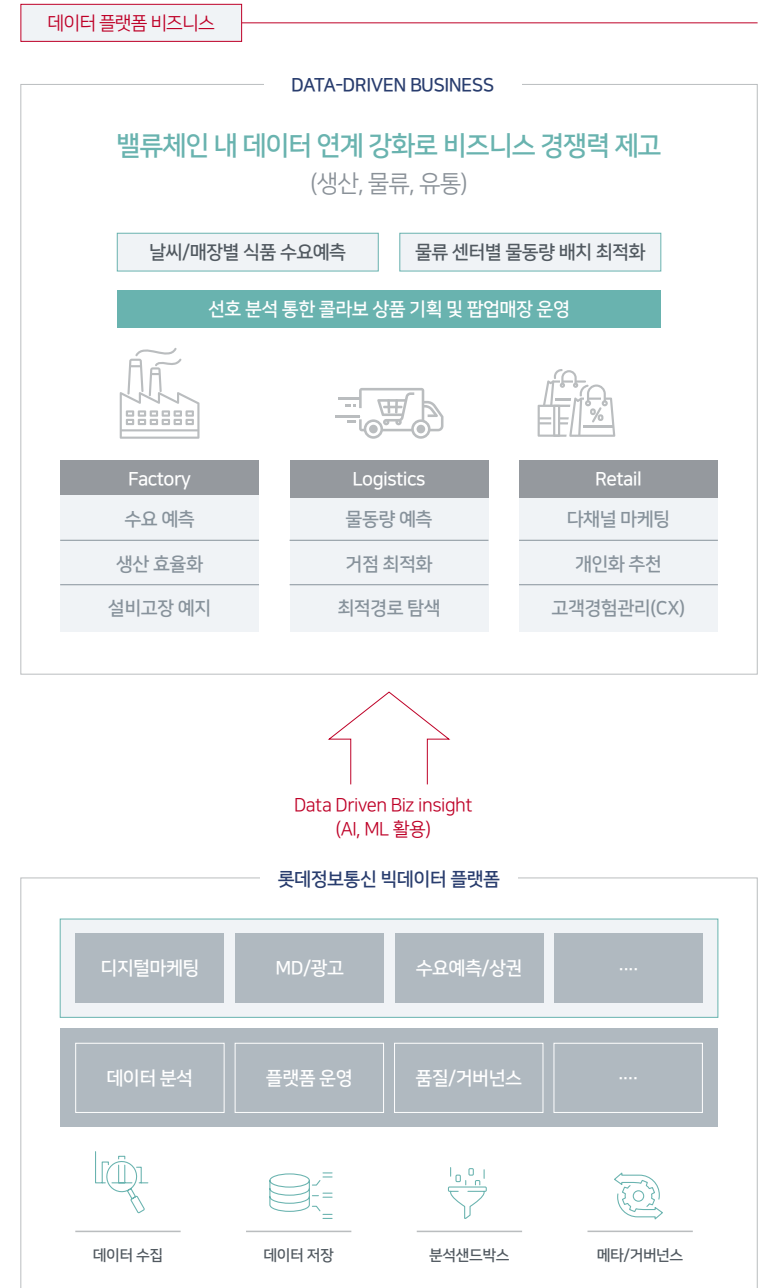 데이터 플랫폼 비즈니스
DATA-DRIVEN BUSINESS
밸류체인 내 데이터 연계 강화로 비즈니스 경쟁력 제고
(생산, 물류, 유통)
날씨/매장별 식품 수요예측
물류 센터별 물동량 배치 최적화
선호 분석 통한 콜라보 상품 기획 및 팝업매장 운영
%
Factory
수요 예측
생산 효율화
설비고장 예지
Logistics
물동량 예측
거점 최적화
최적경로 탐색
Retail
다채널 마케팅
개인화 추천
고객경험관리(CX)
Data Driven Biz insight
(AI, ML 활용)
롯데정보통신 빅데이터 플랫폼
디지털마케팅
MD/광고
수요예측/상권
....
데이터 분석
플랫폼 운영
품질/거버넌스
....
데이터 수집
데이터 저장
분석샌드박스
메타/거버넌스